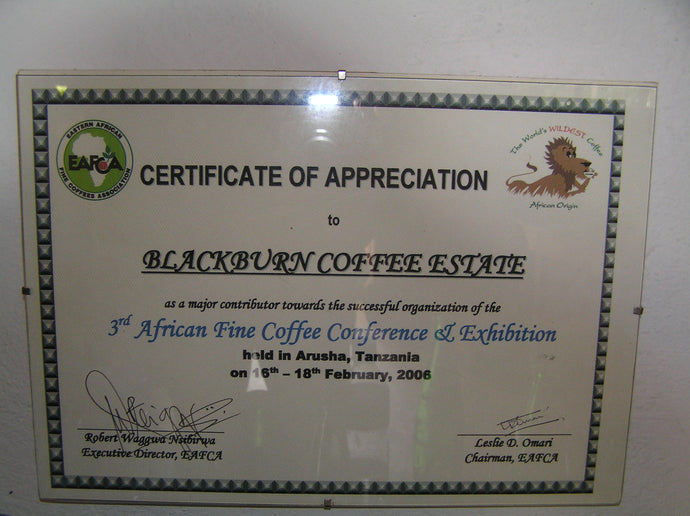 EASTERN AFRICAN
EAFCA
FINE COFFEES ASSOCIATION
The World's WILDEST Coffee
African Origin
CERTIFICATE OF APPRECIATION
to
BLACKBURN COFFEE ESTATE
as a major contributor towards the successful organization of the
3rd African Fine Coffee Conference & Exhibition
held in Arusha, Tanzania
on 16th – 18th February, 2006
Robert Waggwa Nsibirwa
Executive Director, EAFCA
Leslie D. Omari
Chairman, EAFCA